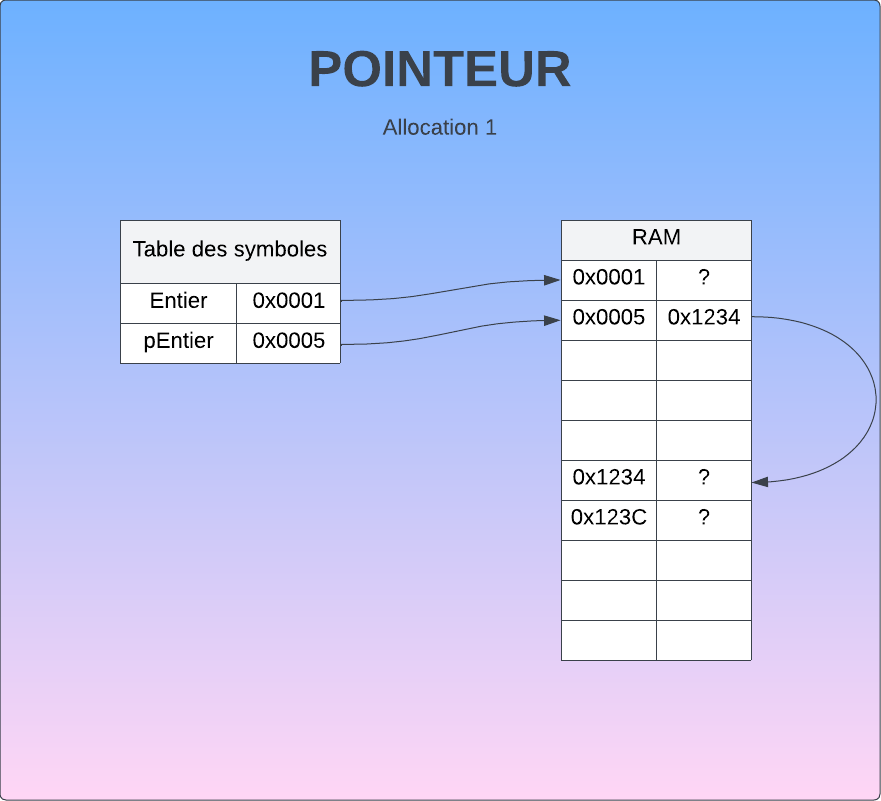 POINTEUR
Allocation 1
Table des symboles
Entier 0x0001
pEntier 0x0005
RAM
0x0001 ?
0x0005 0x1234
0x1234 ?
0x123C ?